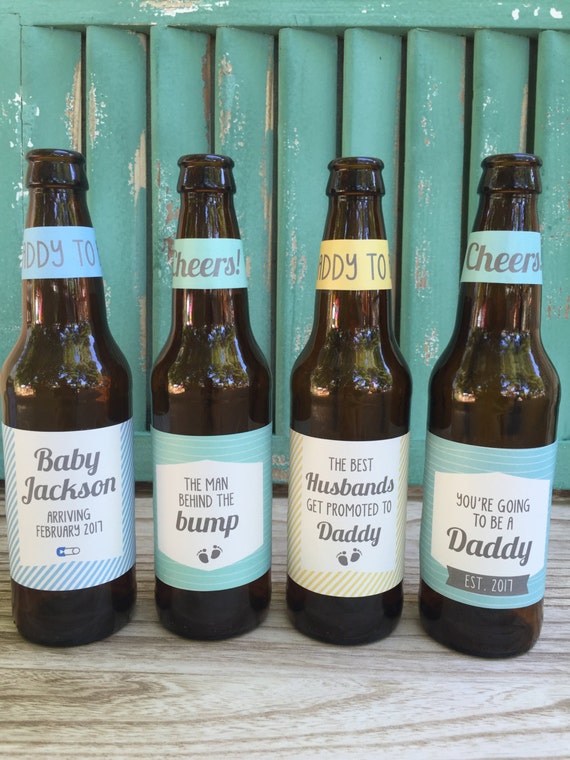 DDY TO
Cheers!
DDY TO
Cheers!
Baby
Jackson
ARRIVING
FEBRUARY 2017
THE MAN
BEHIND THE
bump
THE BEST
Husbands
GET PROMOTED TO
Daddy
YOU'RE GOING
TO BE A
Daddy
EST. 2017